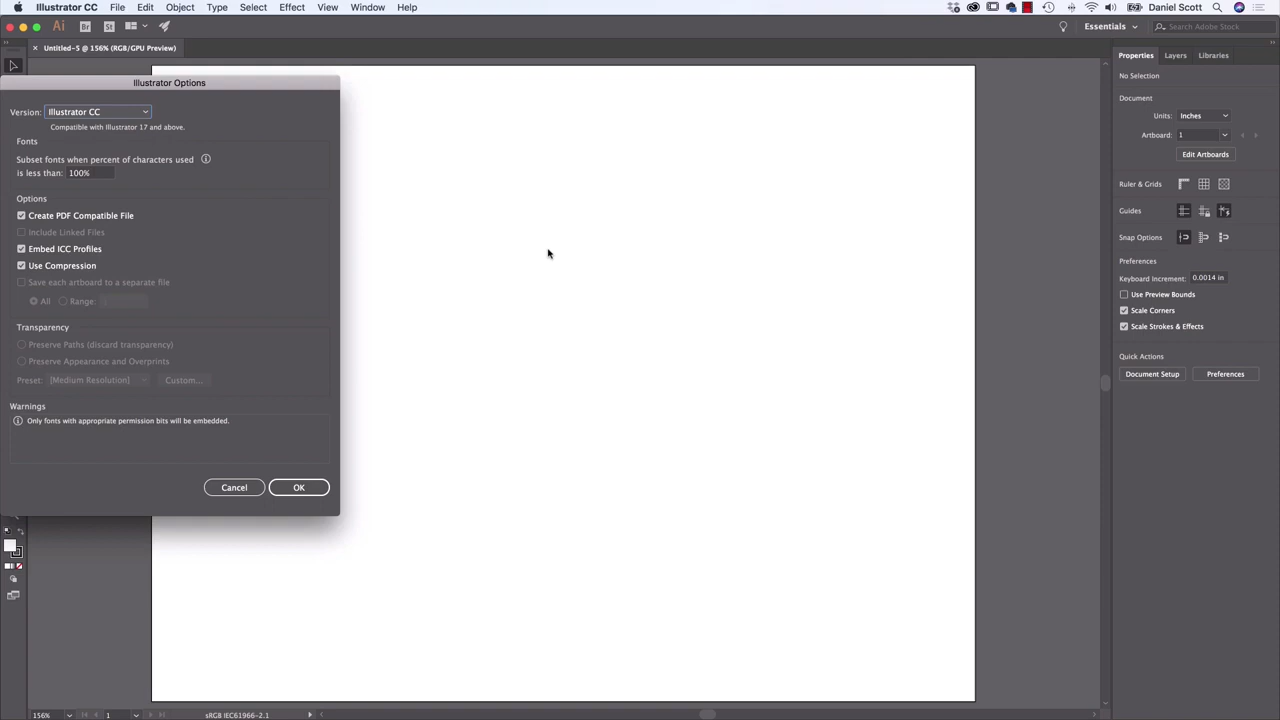 Illustrator CC File Edit Object Type Select Effect View Window Help Daniel Scott
Ai Br St Essentials Search Adobe Stock
× Untitled-5 @ 156% (RGB/GPU Preview)
Illustrator Options
Version: Illustrator CC
Compatible with Illustrator 17 and above.
Fonts
Subset fonts when percent of characters used
is less than: 100%
Options
Create PDF Compatible File
Include Linked Files
Embed ICC Profiles
Use Compression
Save each artboard to a separate file
All Range:
Transparency
Preserve Paths (discard transparency)
Preserve Appearance and Overprints
Preset: [Medium Resolution] Custom...
Warnings
Only fonts with appropriate permission bits will be embedded.
Cancel OK
Properties Layers Libraries
No Selection
Document
Units: Inches
Artboard: 1
Edit Artboards
Ruler & Grids
Guides
Snap Options
Preferences
Keyboard Increment: 0.0014 in
Use Preview Bounds
Scale Corners
Scale Strokes & Effects
Quick Actions
Document Setup Preferences
156% 1 sRGB IEC61966-2.1